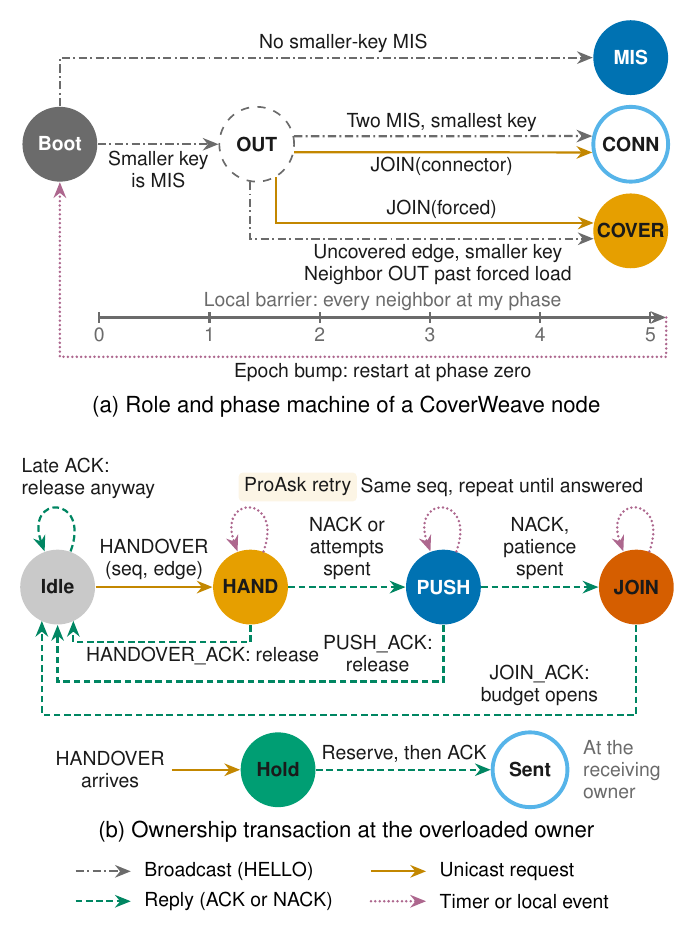 No smaller-key MIS
MIS
Boot
Smaller key
is MIS
OUT
Two MIS, smallest key
JOIN(connector)
CONN
JOIN(forced)
COVER
Uncovered edge, smaller key
Neighbor OUT past forced load
Local barrier: every neighbor at my phase
0 1 2 3 4 5
Epoch bump: restart at phase zero
(a) Role and phase machine of a CoverWeave node
Late ACK:
release anyway
ProAsk retry
Same seq, repeat until answered
HANDOVER
(seq, edge)
NACK or
attempts
spent
NACK,
patience
spent
Idle
HAND
PUSH
JOIN
HANDOVER_ACK: release
PUSH_ACK:
release
JOIN_ACK:
budget opens
HANDOVER
arrives
Hold
Reserve, then ACK
Sent
At the
receiving
owner
(b) Ownership transaction at the overloaded owner
Broadcast (HELLO)
Unicast request
Reply (ACK or NACK)
Timer or local event